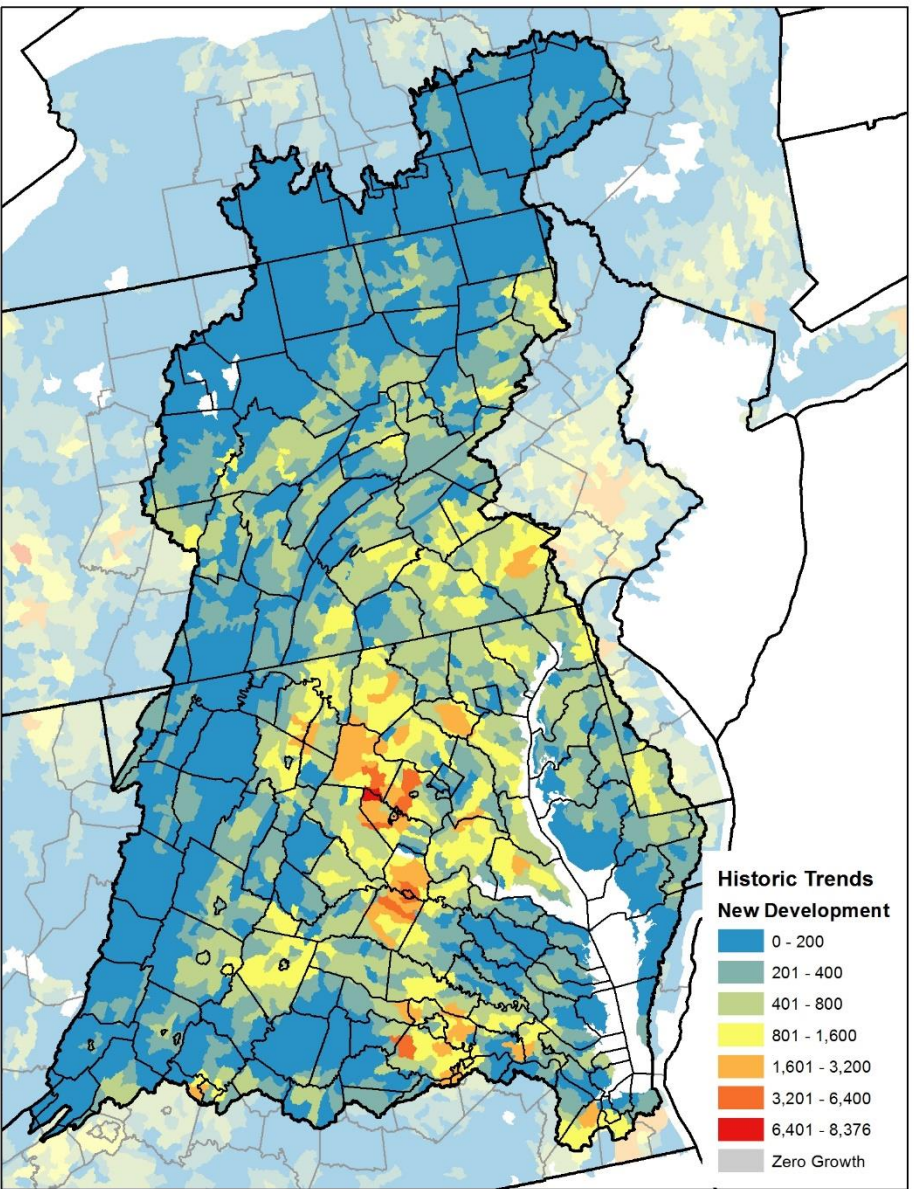 Historic Trends
New Development
0 - 200
201 - 400
401 - 800
801 - 1,600
1,601 - 3,200
3,201 - 6,400
6,401 - 8,376
Zero Growth